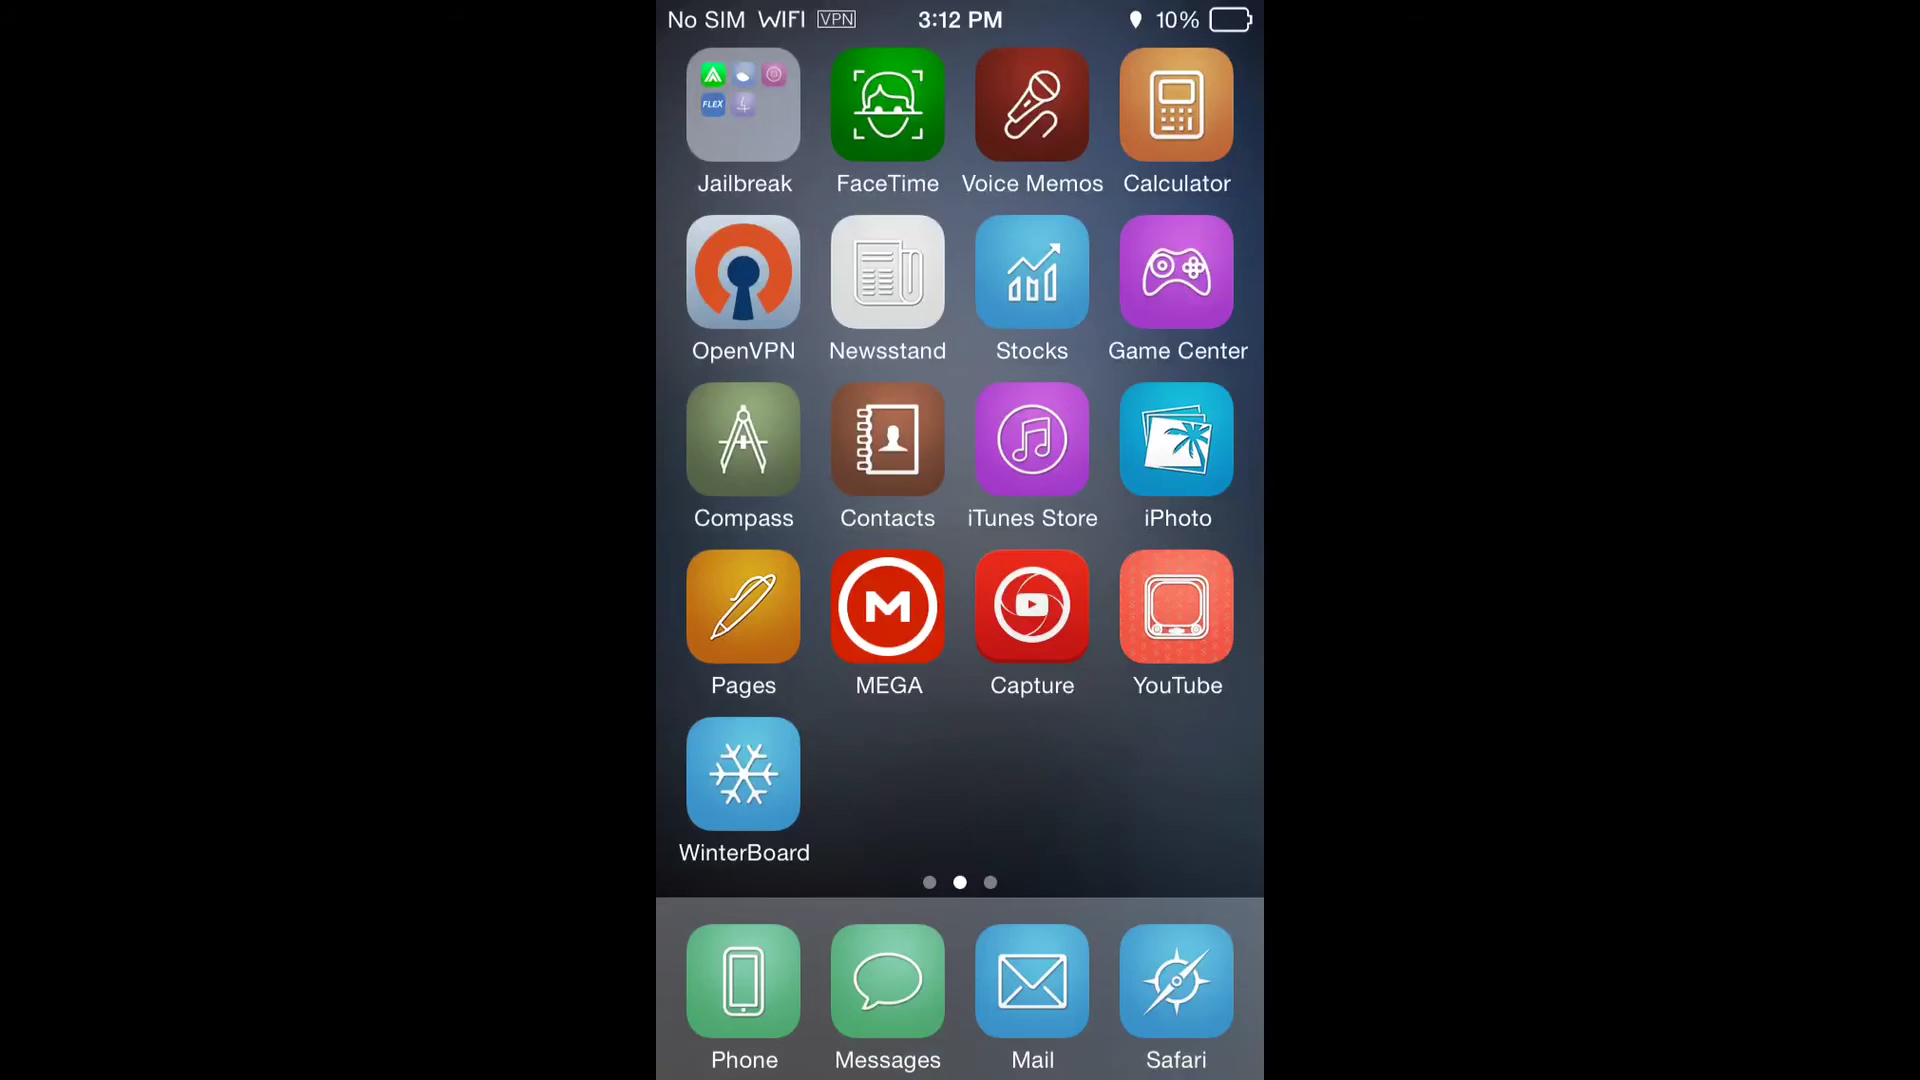 No SIM WIFI VPN 3:12 PM 10%
FLEX
Jailbreak FaceTime Voice Memos Calculator
OpenVPN Newsstand Stocks Game Center
Compass Contacts iTunes Store iPhoto
M
Pages MEGA Capture YouTube
WinterBoard
Phone Messages Mail Safari